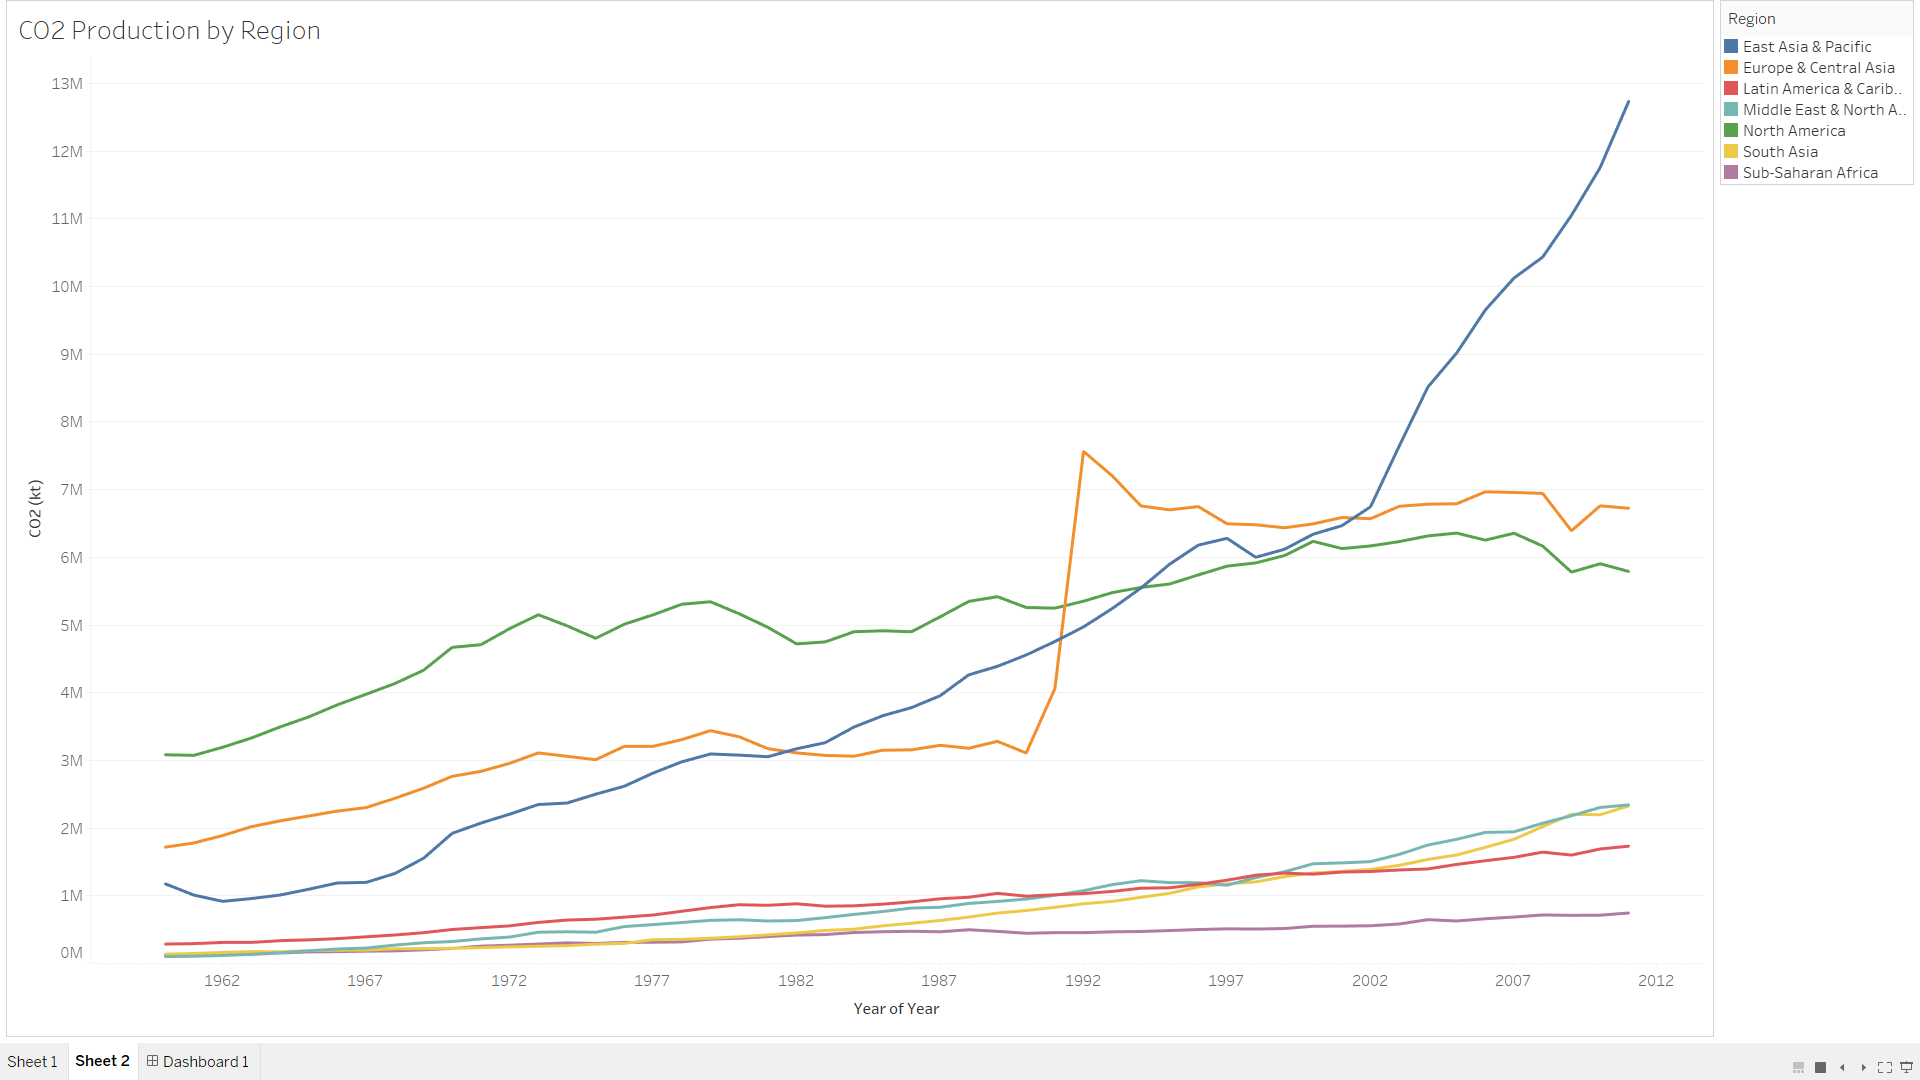 CO2 Production by Region
Region
East Asia & Pacific
Europe & Central Asia
Latin America & Carib..
Middle East & North A..
North America
South Asia
Sub-Saharan Africa
13M
12M
11M
10M
9M
8M
7M
6M
5M
4M
3M
2M
1M
0M
CO2 (kt)
1962 1967 1972 1977 1982 1987 1992 1997 2002 2007 2012
Year of Year
Sheet 1 Sheet 2 Dashboard 1